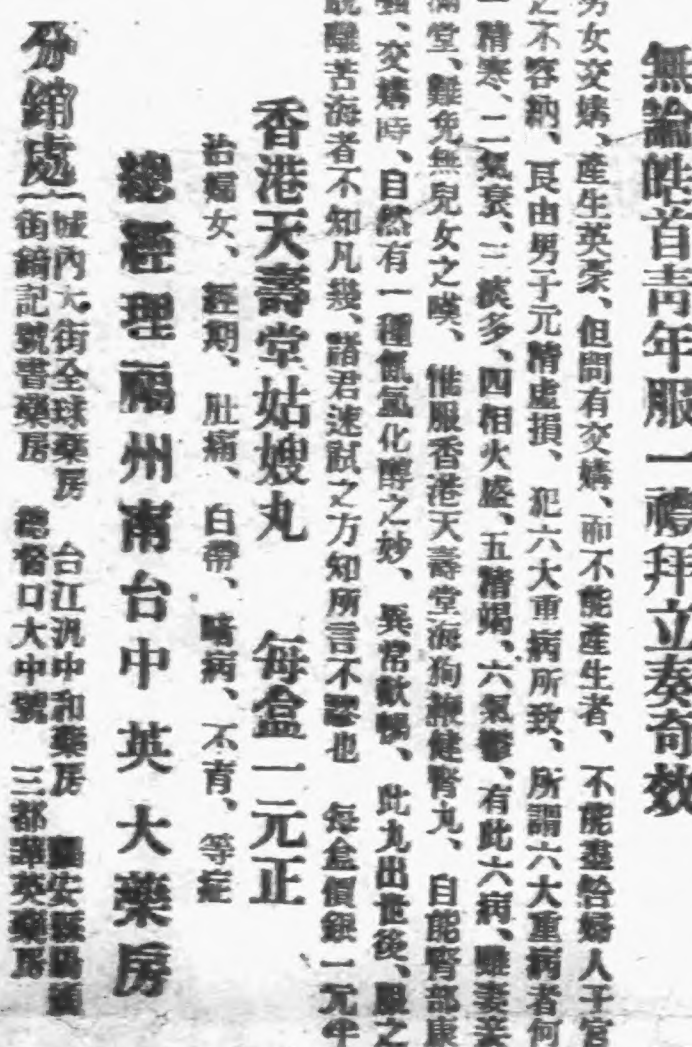 無論皓首青年服一禮拜立奏奇效
男女交媾、產生英豪、但間有交媾、而不能產生者、不能盡咎婦人子宮
之不容納、良由男子元精虛損、犯六大重病所致、所謂六大重病者何
一精寒、二氣衰、三痰多、四相火盛、五精竭、六氣鬱、有此六病、雖妻妾
滿堂、難免無兒女之嘆、惟服香港天壽堂海狗鞭健腎丸、自能腎部康
強、交媾時、自然有一種氤氳化醇之妙、異常歡暢、此丸出世後、服之
脫離苦海者不知凡幾、諸君速試之方知所言不謬也 每盒價銀一元半
香港天壽堂姑嫂丸 每盒一元正
治婦女、經期、肚痛、白帶、暗病、不育、等症
總經理福州南台中英大藥房
分銷處
城內大街全球藥房 台江汛中和藥房 安縣
街 記號書藥房 總督口大中號 三都華英藥房